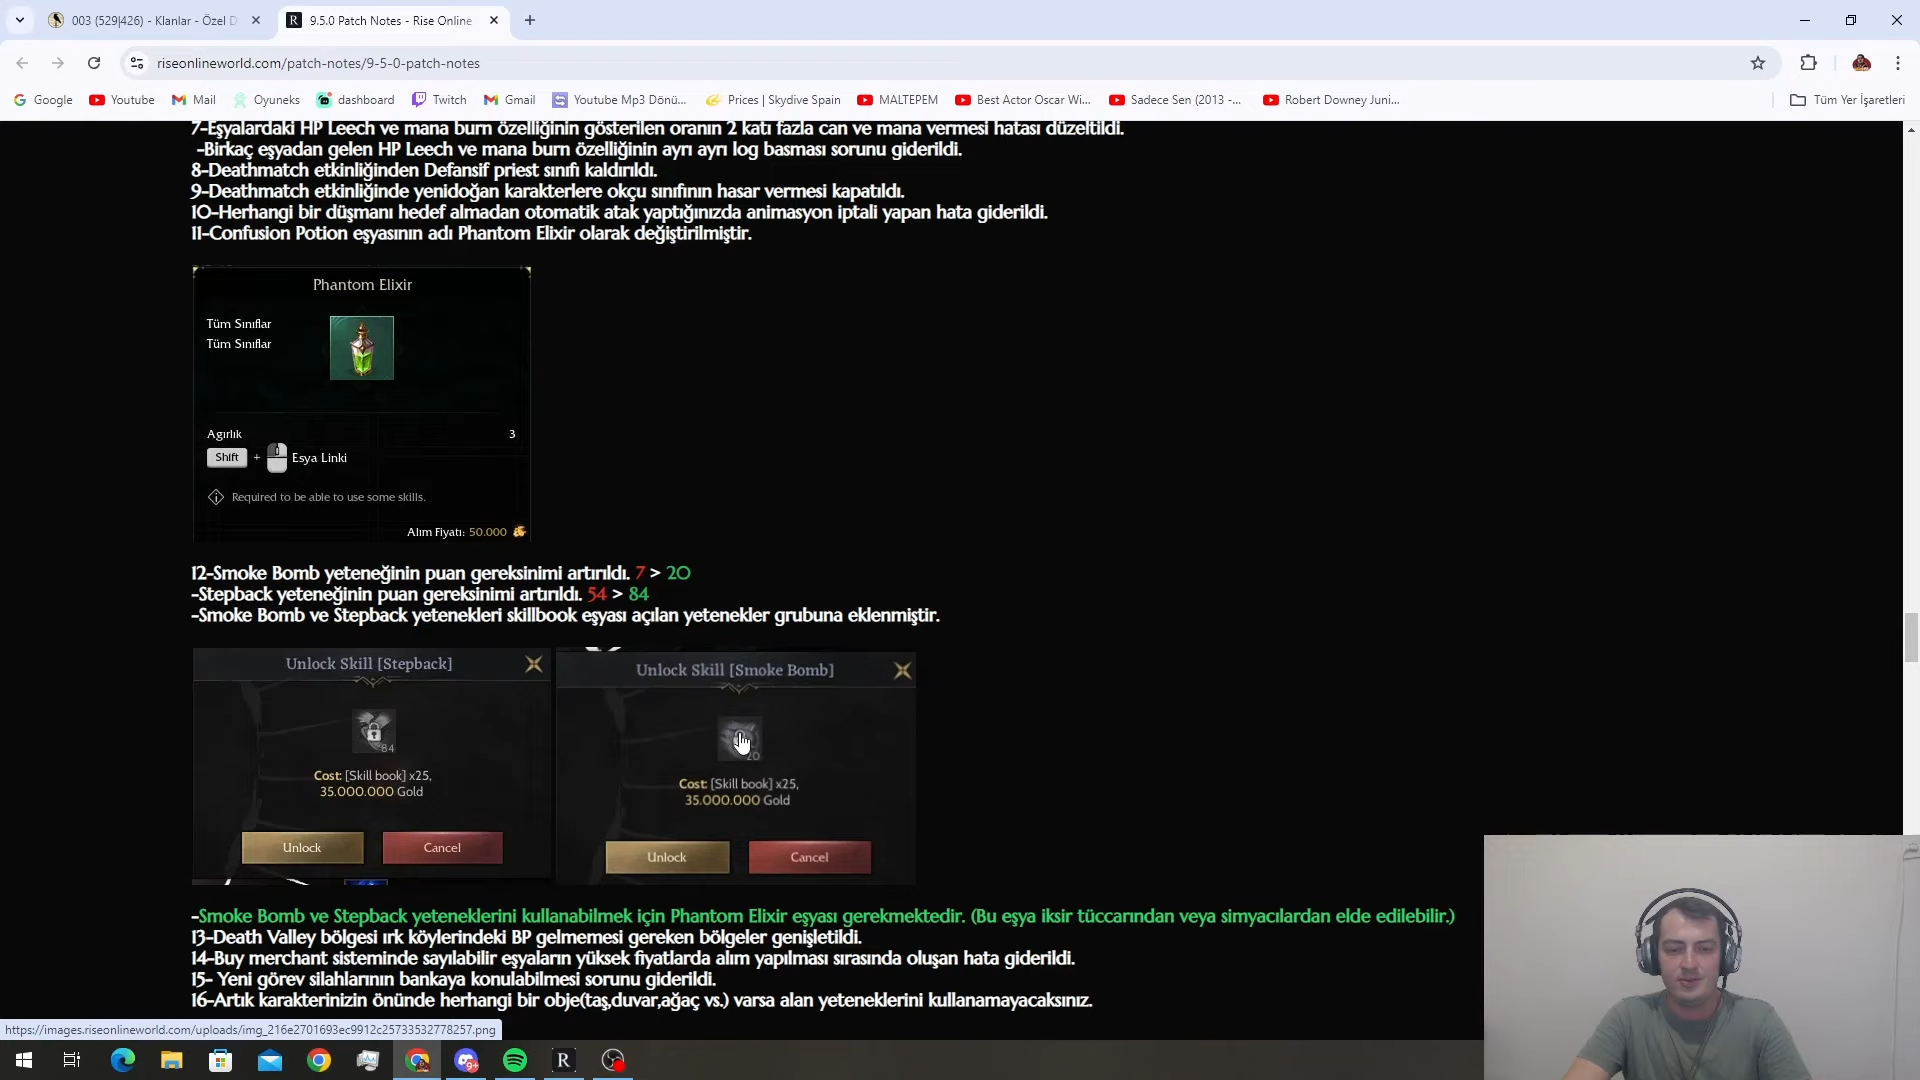 003 (529|426) - Klanlar - Özel D
9.5.0 Patch Notes - Rise Online
riseonlineworld.com/patch-notes/9-5-0-patch-notes
Google
Youtube
Mail
Oyuneks
dashboard
Twitch
Gmail
Youtube Mp3 Dönü...
Prices | Skydive Spain
MALTEPEM
Best Actor Oscar Wi...
Sadece Sen (2013 -...
Robert Downey Juni...
Tüm Yer İşaretleri
7-Eşyalardaki HP Leech ve mana burn özelliğinin gösterilen oranın 2 katı fazla can ve mana vermesi hatası düzeltildi.
-Birkaç eşyadan gelen HP Leech ve mana burn özelliğinin ayrı ayrı log basması sorunu giderildi.
8-Deathmatch etkinliğinden Defansif priest sınıfı kaldırıldı.
9-Deathmatch etkinliğinde yenidoğan karakterlere okçu sınıfının hasar vermesi kapatıldı.
10-Herhangi bir düşmanı hedef almadan otomatik atak yaptığınızda animasyon iptali yapan hata giderildi.
11-Confusion Potion eşyasının adı Phantom Elixir olarak değiştirilmiştir.
Phantom Elixir
Tüm Sınıflar
Tüm Sınıflar
Agırlık 3
Shift + Esya Linki
Required to be able to use some skills.
Alım Fiyatı: 50.000
12-Smoke Bomb yeteneğinin puan gereksinimi artırıldı. 7 > 20
-Stepback yeteneğinin puan gereksinimi artırıldı. 54 > 84
-Smoke Bomb ve Stepback yetenekleri skillbook eşyası açılan yetenekler grubuna eklenmiştir.
Unlock Skill [Stepback]
84
Cost: [Skill book] x25,
35.000.000 Gold
Unlock
Cancel
Unlock Skill [Smoke Bomb]
20
Cost: [Skill book] x25,
35.000.000 Gold
Unlock
Cancel
-Smoke Bomb ve Stepback yeteneklerini kullanabilmek için Phantom Elixir eşyası gerekmektedir. (Bu eşya iksir tüccarından veya simyacılardan elde edilebilir.)
13-Death Valley bölgesi ırk köylerindeki BP gelmemesi gereken bölgeler genişletildi.
14-Buy merchant sisteminde sayılabilir eşyaların yüksek fiyatlarda alım yapılması sırasında oluşan hata giderildi.
15- Yeni görev silahlarının bankaya konulabilmesi sorunu giderildi.
16-Artık karakterinizin önünde herhangi bir obje(taş,duvar,ağaç vs.) varsa alan yeteneklerini kullanamayacaksınız.
https://images.riseonlineworld.com/uploads/img_216e2701693ec9912c25733532778257.png